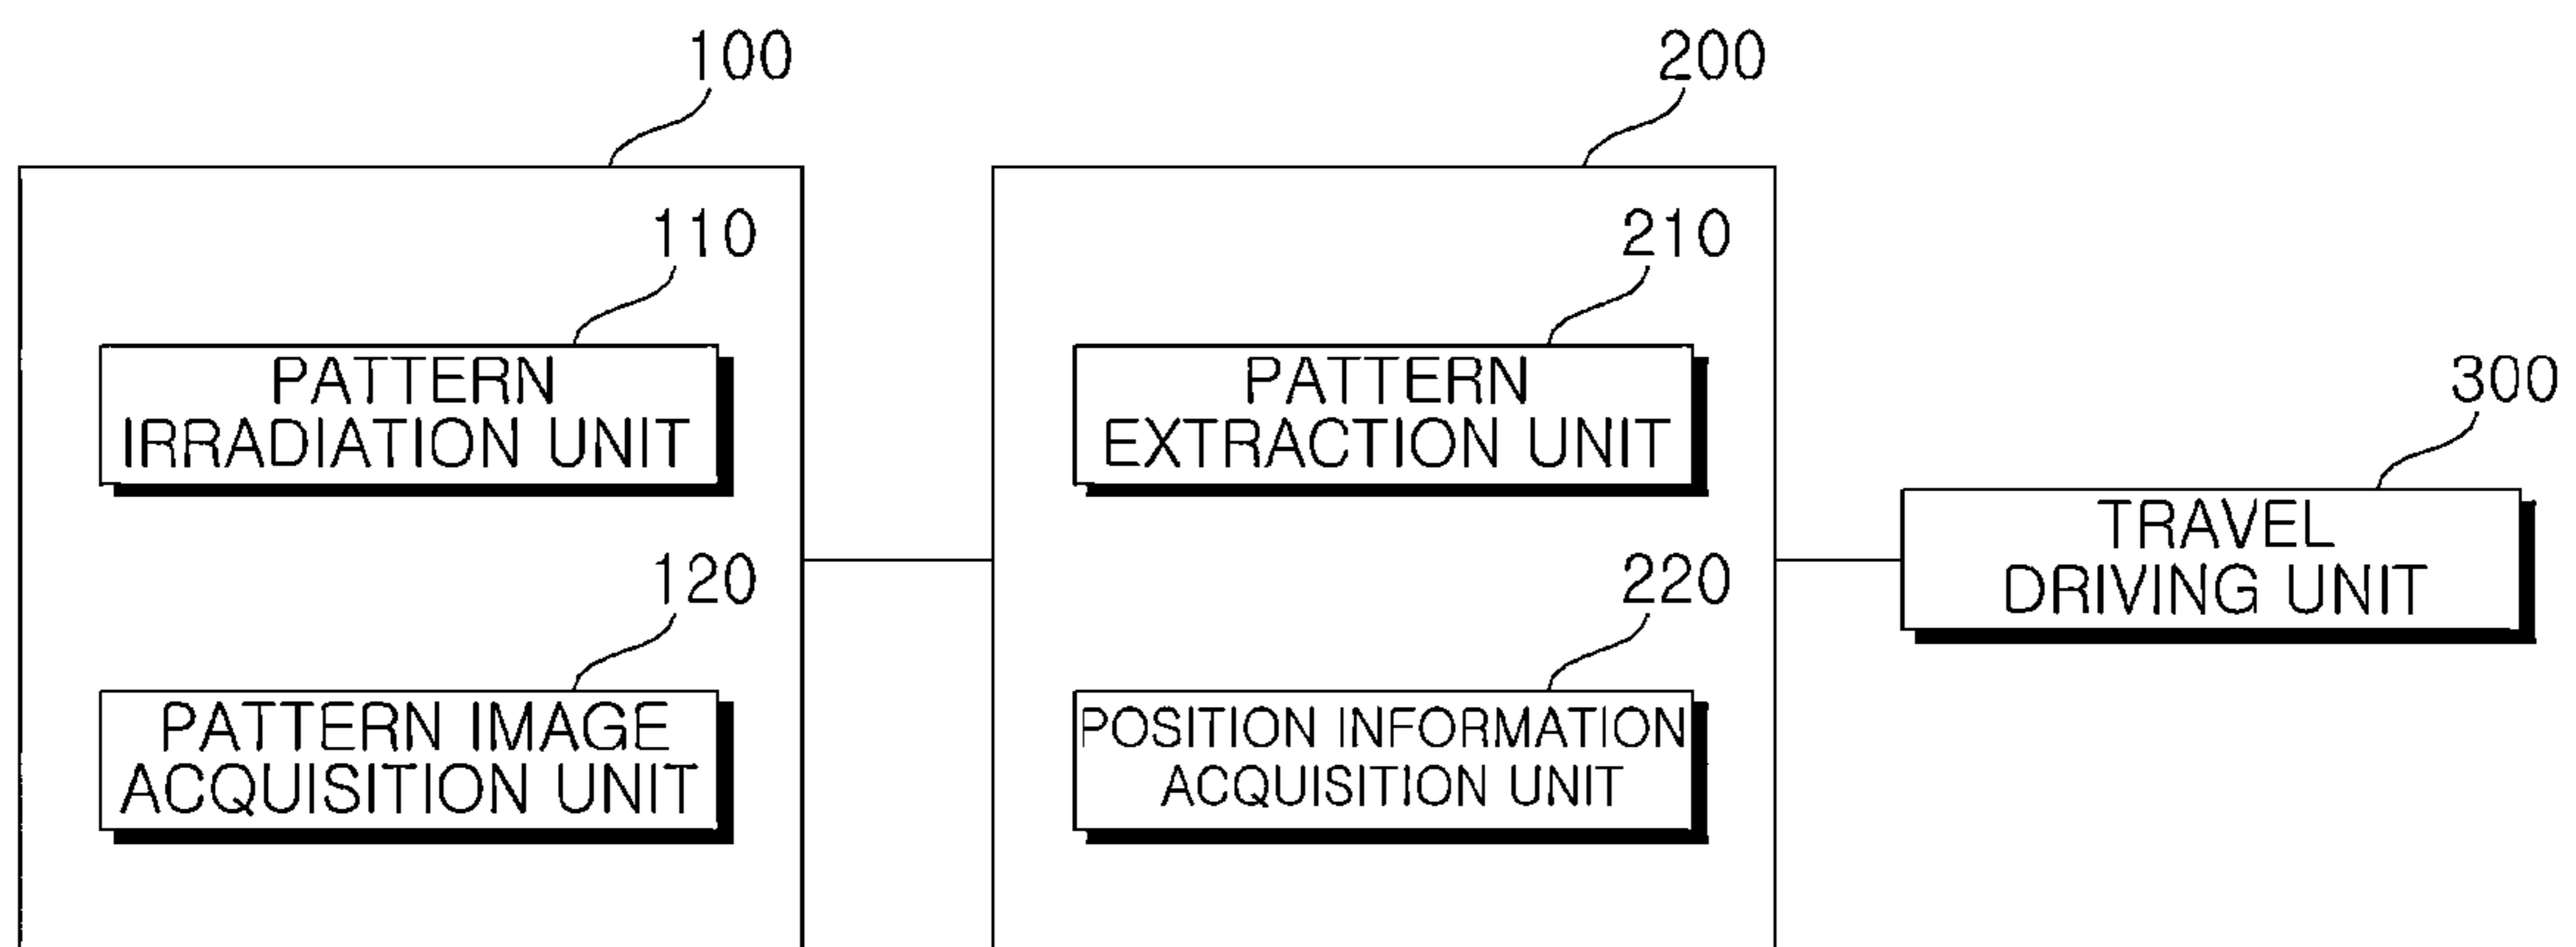 100
200
110
210
PATTERN
IRRADIATION UNIT
PATTERN
EXTRACTION UNIT
300
TRAVEL
DRIVING UNIT
120
220
PATTERN IMAGE
ACQUISITION UNIT
POSITION INFORMATION
ACQUISITION UNIT